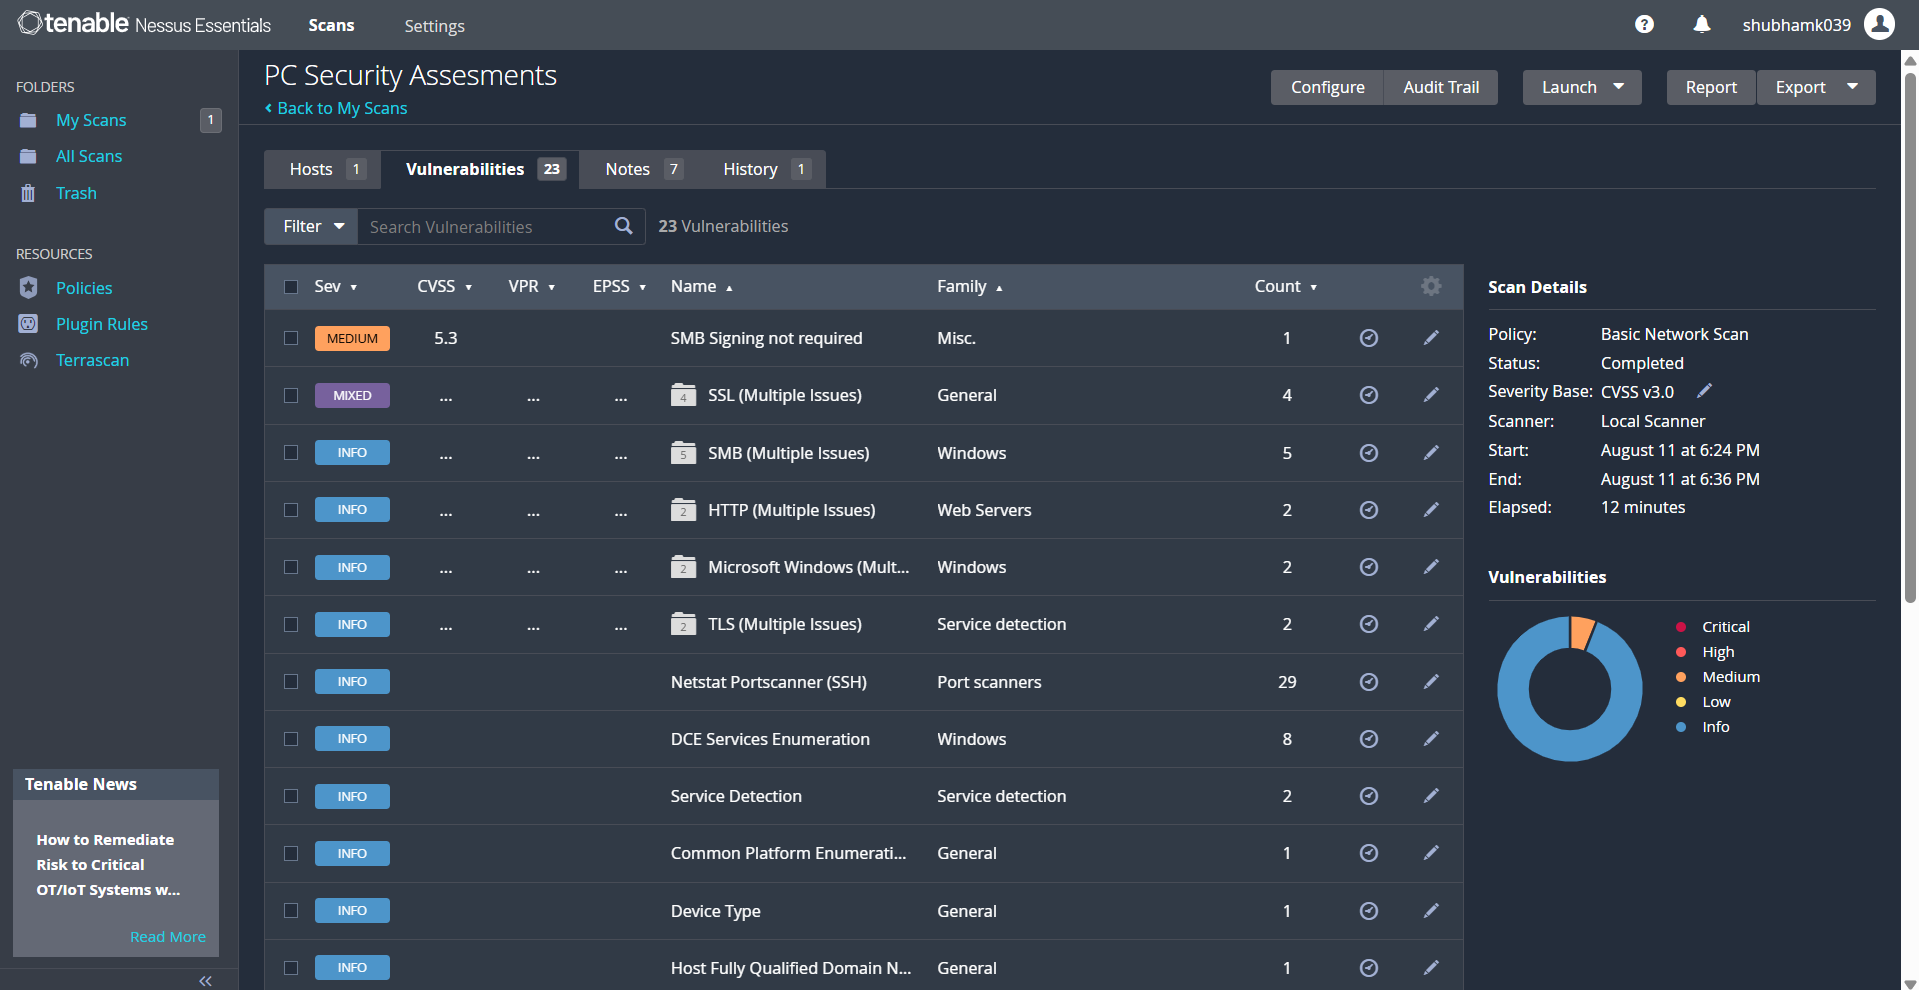 tenable Nessus Essentials Scans Settings ? shubhamk039
FOLDERS
My Scans 1
All Scans
Trash
RESOURCES
Policies
Plugin Rules
Terrascan
Tenable News
How to Remediate
Risk to Critical
OT/IoT Systems w...
Read More
PC Security Assesments
Back to My Scans
Configure Audit Trail Launch Report Export
Hosts 1 Vulnerabilities 23 Notes 7 History 1
Filter Search Vulnerabilities 23 Vulnerabilities
Sev CVSS VPR EPSS Name Family Count
MEDIUM 5.3 SMB Signing not required Misc. 1
MIXED ... ... ... 4 SSL (Multiple Issues) General 4
INFO ... ... ... 5 SMB (Multiple Issues) Windows 5
INFO ... ... ... 2 HTTP (Multiple Issues) Web Servers 2
INFO ... ... ... 2 Microsoft Windows (Mult... Windows 2
INFO ... ... ... 2 TLS (Multiple Issues) Service detection 2
INFO Netstat Portscanner (SSH) Port scanners 29
INFO DCE Services Enumeration Windows 8
INFO Service Detection Service detection 2
INFO Common Platform Enumerati... General 1
INFO Device Type General 1
INFO Host Fully Qualified Domain N... General 1
Scan Details
Policy: Basic Network Scan
Status: Completed
Severity Base: CVSS v3.0
Scanner: Local Scanner
Start: August 11 at 6:24 PM
End: August 11 at 6:36 PM
Elapsed: 12 minutes
Vulnerabilities
Critical
High
Medium
Low
Info